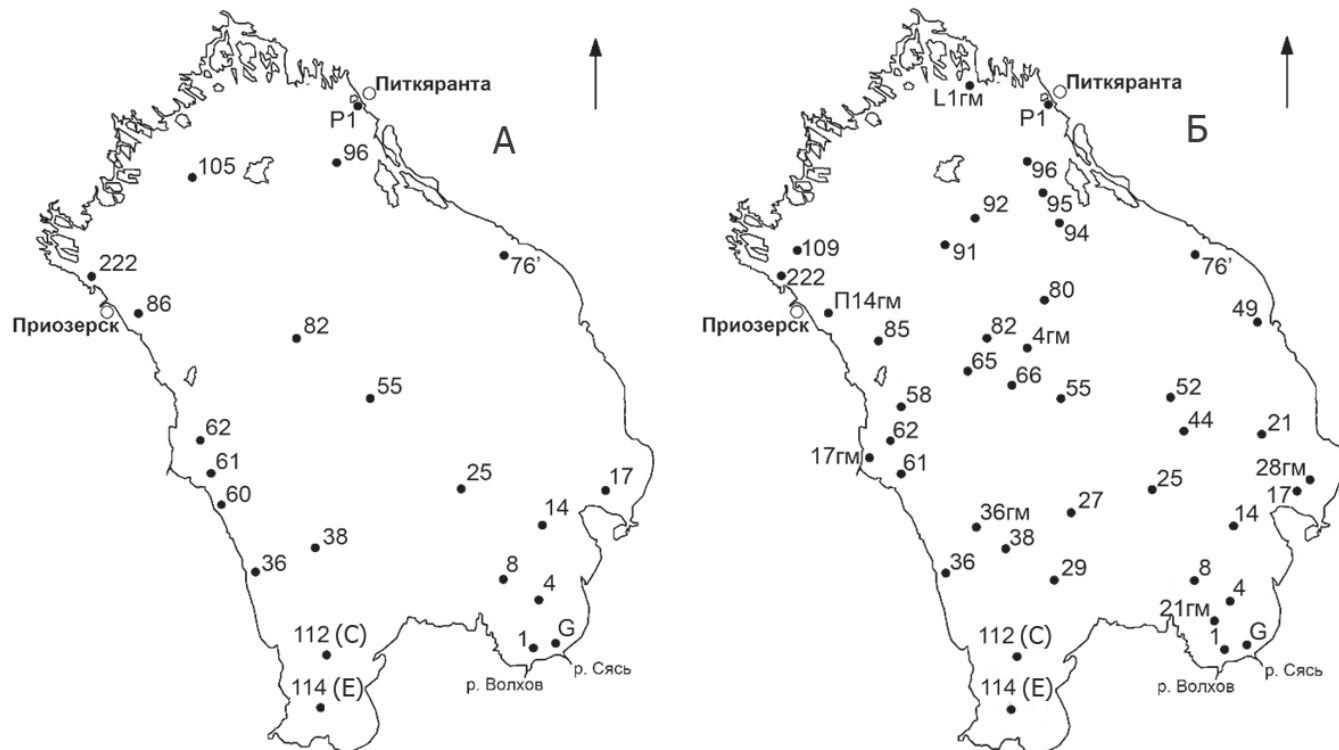 Питкяранта
P1
А
96
105
76’
222
86
Приозерск
82
55
62
61
60
25
17
14
38
36
8
4
112 (C)
1
G
р. Сясь
р. Волхов
114 (E)
Питкяранта
L1гм
P1
Б
96
95
92
94
109
91
76’
222
80
П14гм
Приозерск
49
82
4гм
85
65
66
58
55
52
62
44
21
17гм
61
28гм
25
17
27
14
36гм
38
36
29
8
4
21гм
112 (C)
1
G
р. Сясь
р. Волхов
114 (E)